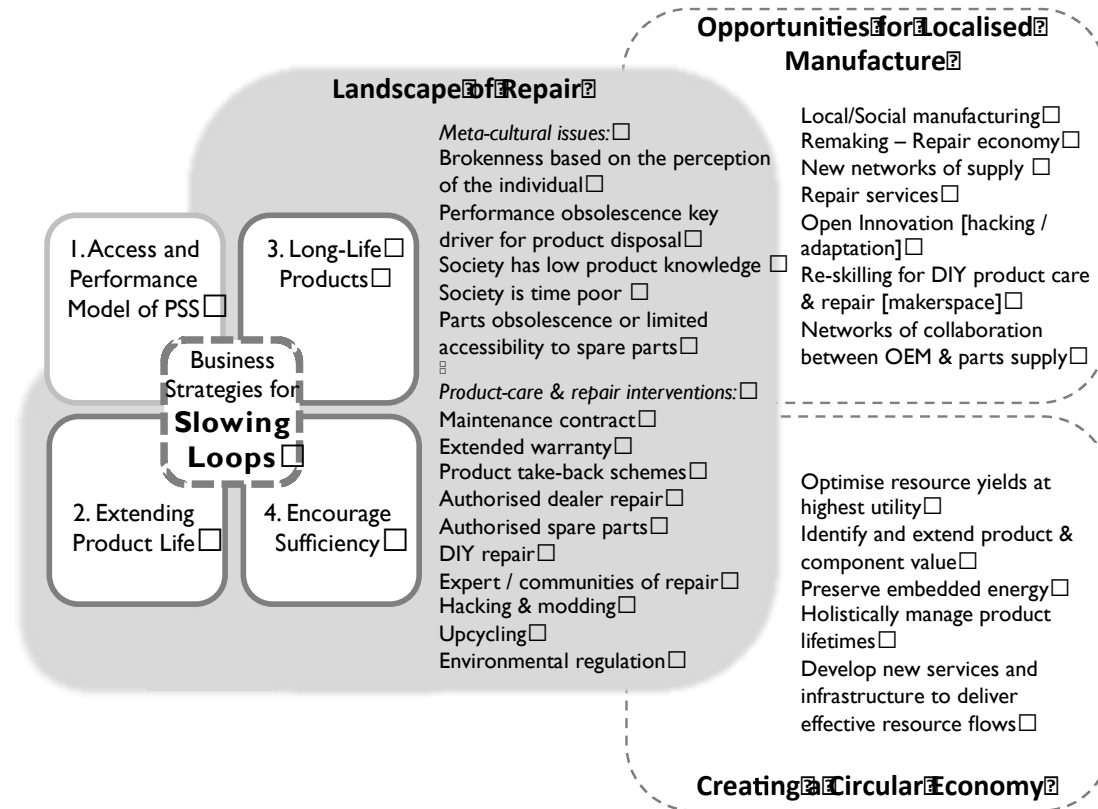 Opportunities for Localised
Manufacture
Landscape of Repair
Meta-cultural issues:
Brokenness based on the perception
of the individual
Performance obsolescence key
driver for product disposal
Society has low product knowledge
Society is time poor
Parts obsolescence or limited
accessibility to spare parts
Product-care & repair interventions:
Maintenance contract
Extended warranty
Product take-back schemes
Authorised dealer repair
Authorised spare parts
DIY repair
Expert / communities of repair
Hacking & modding
Upcycling
Environmental regulation
1. Access and
Performance
Model of PSS
3. Long-Life
Products
Business
Strategies for
Slowing
Loops
2. Extending
Product Life
4. Encourage
Sufficiency
Local/Social manufacturing
Remaking – Repair economy
New networks of supply
Repair services
Open Innovation [hacking /
adaptation]
Re-skilling for DIY product care
& repair [makerspace]
Networks of collaboration
between OEM & parts supply
Optimise resource yields at
highest utility
Identify and extend product &
component value
Preserve embedded energy
Holistically manage product
lifetimes
Develop new services and
infrastructure to deliver
effective resource flows
Creating a Circular Economy